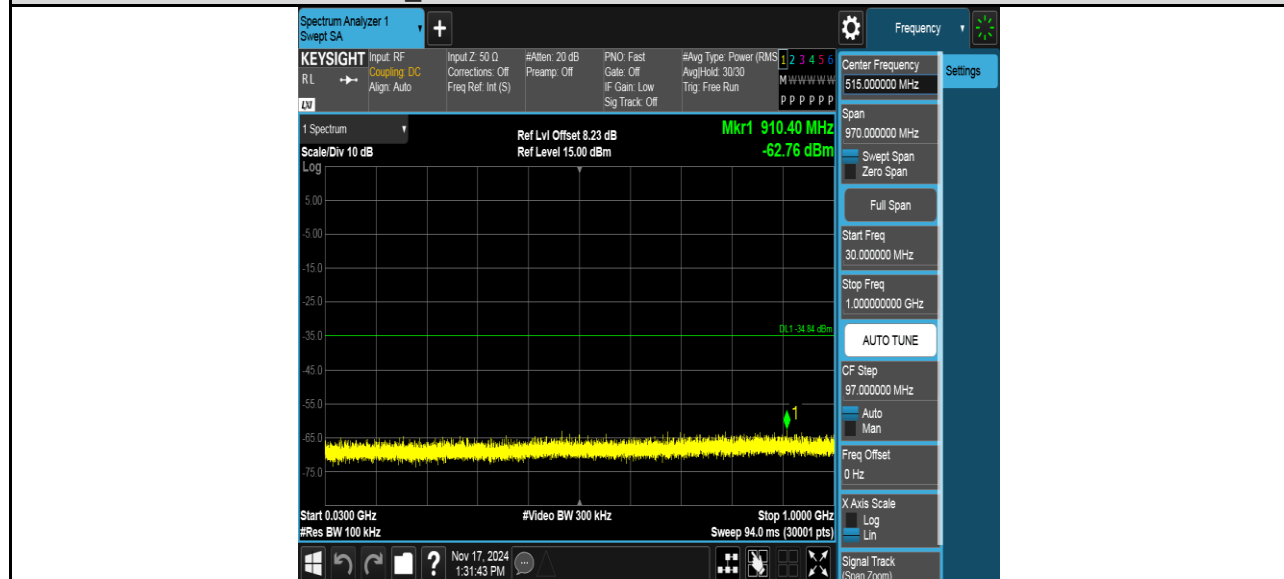 Spectrum Analyzer 1
Swept SA
Frequency
KEYSIGHT
RL
LXI
Input: RF
Coupling: DC
Align: Auto
Input Z: 50 Ω
Corrections: Off
Freq Ref: Int (S)
#Atten: 20 dB
Preamp: Off
PNO: Fast
Gate: Off
IF Gain: Low
Sig Track: Off
#Avg Type: Power (RMS
Avg|Hold: 30/30
Trig: Free Run
1 2 3 4 5 6
M W W W W W
P P P P P P
1 Spectrum
Scale/Div 10 dB
Log
Ref Lvl Offset 8.23 dB
Ref Level 15.00 dBm
Mkr1 910.40 MHz
-62.76 dBm
5.00
-5.00
-15.0
-25.0
-35.0
-45.0
-55.0
-65.0
-75.0
DL1 -34.84 dBm
1
Start 0.0300 GHz
#Res BW 100 kHz
#Video BW 300 kHz
Stop 1.0000 GHz
Sweep 94.0 ms (30001 pts)
?
Nov 17, 2024
1:31:43 PM
Center Frequency
515.000000 MHz
Span
970.000000 MHz
Swept Span
Zero Span
Full Span
Start Freq
30.000000 MHz
Stop Freq
1.000000000 GHz
AUTO TUNE
CF Step
97.000000 MHz
Auto
Man
Freq Offset
0 Hz
X Axis Scale
Log
Lin
Signal Track
(Span Zoom)
Settings